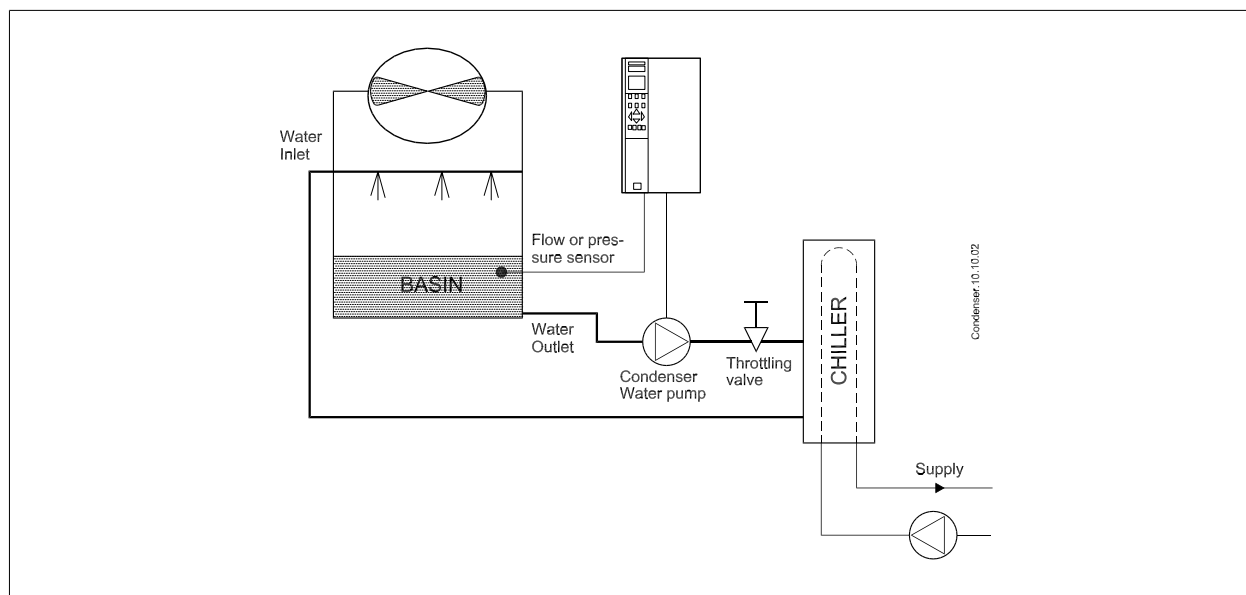 Water
Inlet
Flow or pres-
sure sensor
BASIN
Water
Outlet
Condenser
Water pump
Throttling
valve
CHILLER
Supply
Condenser.10.10.02